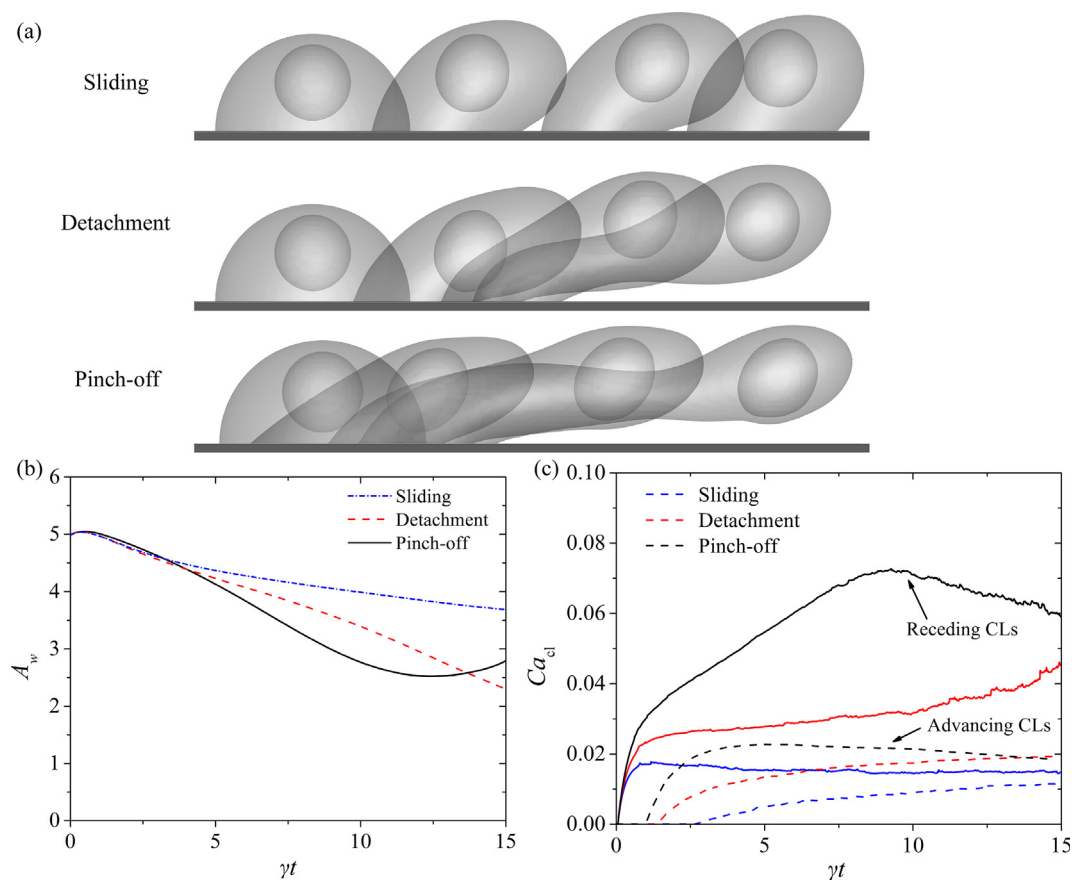 (a)
Sliding
Detachment
Pinch-off
(b)
6
5
4
3
2
1
0
A_w
Sliding
Detachment
Pinch-off
0
5
10
15
γt
(c)
0.10
0.08
0.06
0.04
0.02
0.00
Ca_cl
Sliding
Detachment
Pinch-off
Receding CLs
Advancing CLs
0
5
10
15
γt